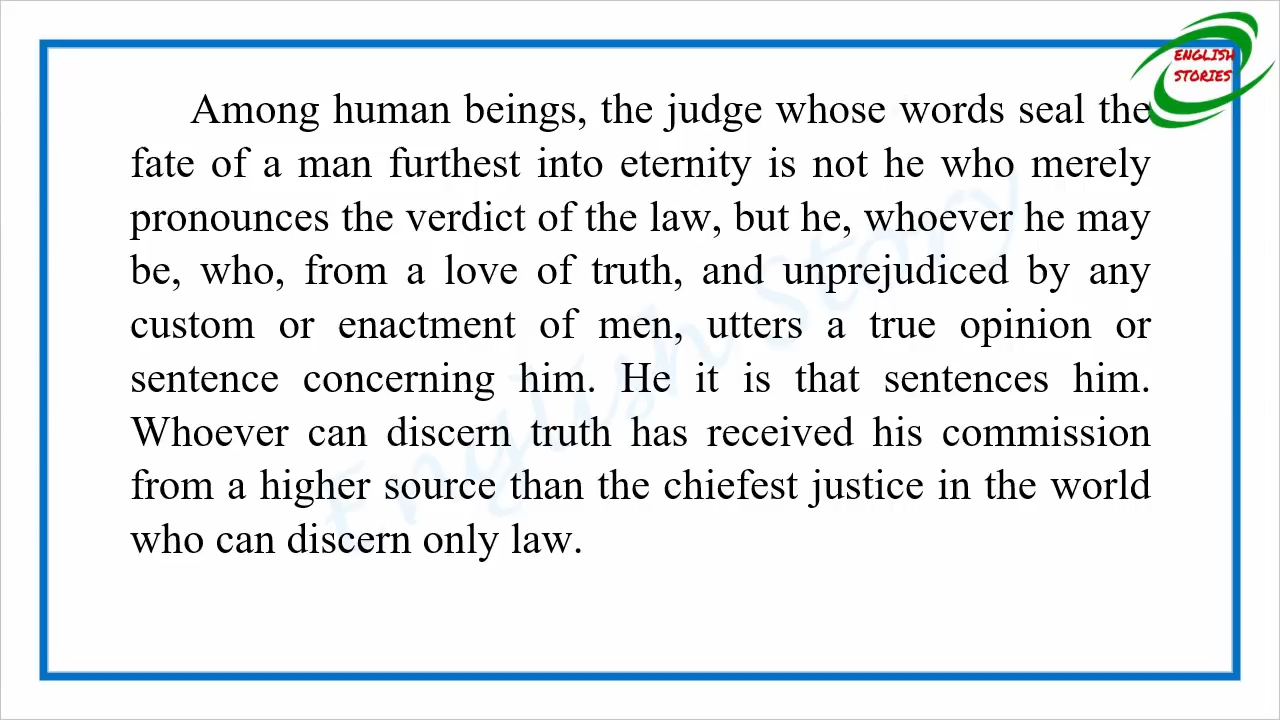 ENGLISH
STORIES
Among human beings, the judge whose words seal the
fate of a man furthest into eternity is not he who merely
pronounces the verdict of the law, but he, whoever he may
be, who, from a love of truth, and unprejudiced by any
custom or enactment of men, utters a true opinion or
sentence concerning him. He it is that sentences him.
Whoever can discern truth has received his commission
from a higher source than the chiefest justice in the world
who can discern only law.
English Story